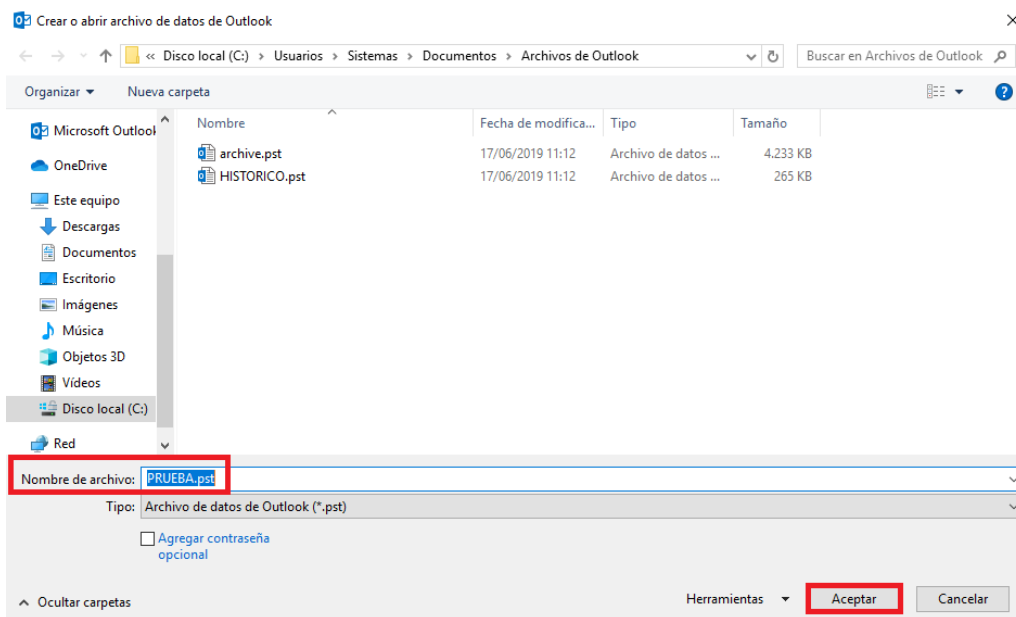 Crear o abrir archivo de datos de Outlook
« Disco local (C:) > Usuarios > Sistemas > Documentos > Archivos de Outlook
Buscar en Archivos de Outlook
Organizar Nueva carpeta
Nombre Fecha de modifica... Tipo Tamaño
archive.pst 17/06/2019 11:12 Archivo de datos ... 4.233 KB
HISTORICO.pst 17/06/2019 11:12 Archivo de datos ... 265 KB
Microsoft Outlook
OneDrive
Este equipo
Descargas
Documentos
Escritorio
Imágenes
Música
Objetos 3D
Vídeos
Disco local (C:)
Red
Nombre de archivo: PRUEBA.pst
Tipo: Archivo de datos de Outlook (*.pst)
Agregar contraseña
opcional
Ocultar carpetas Herramientas Aceptar Cancelar